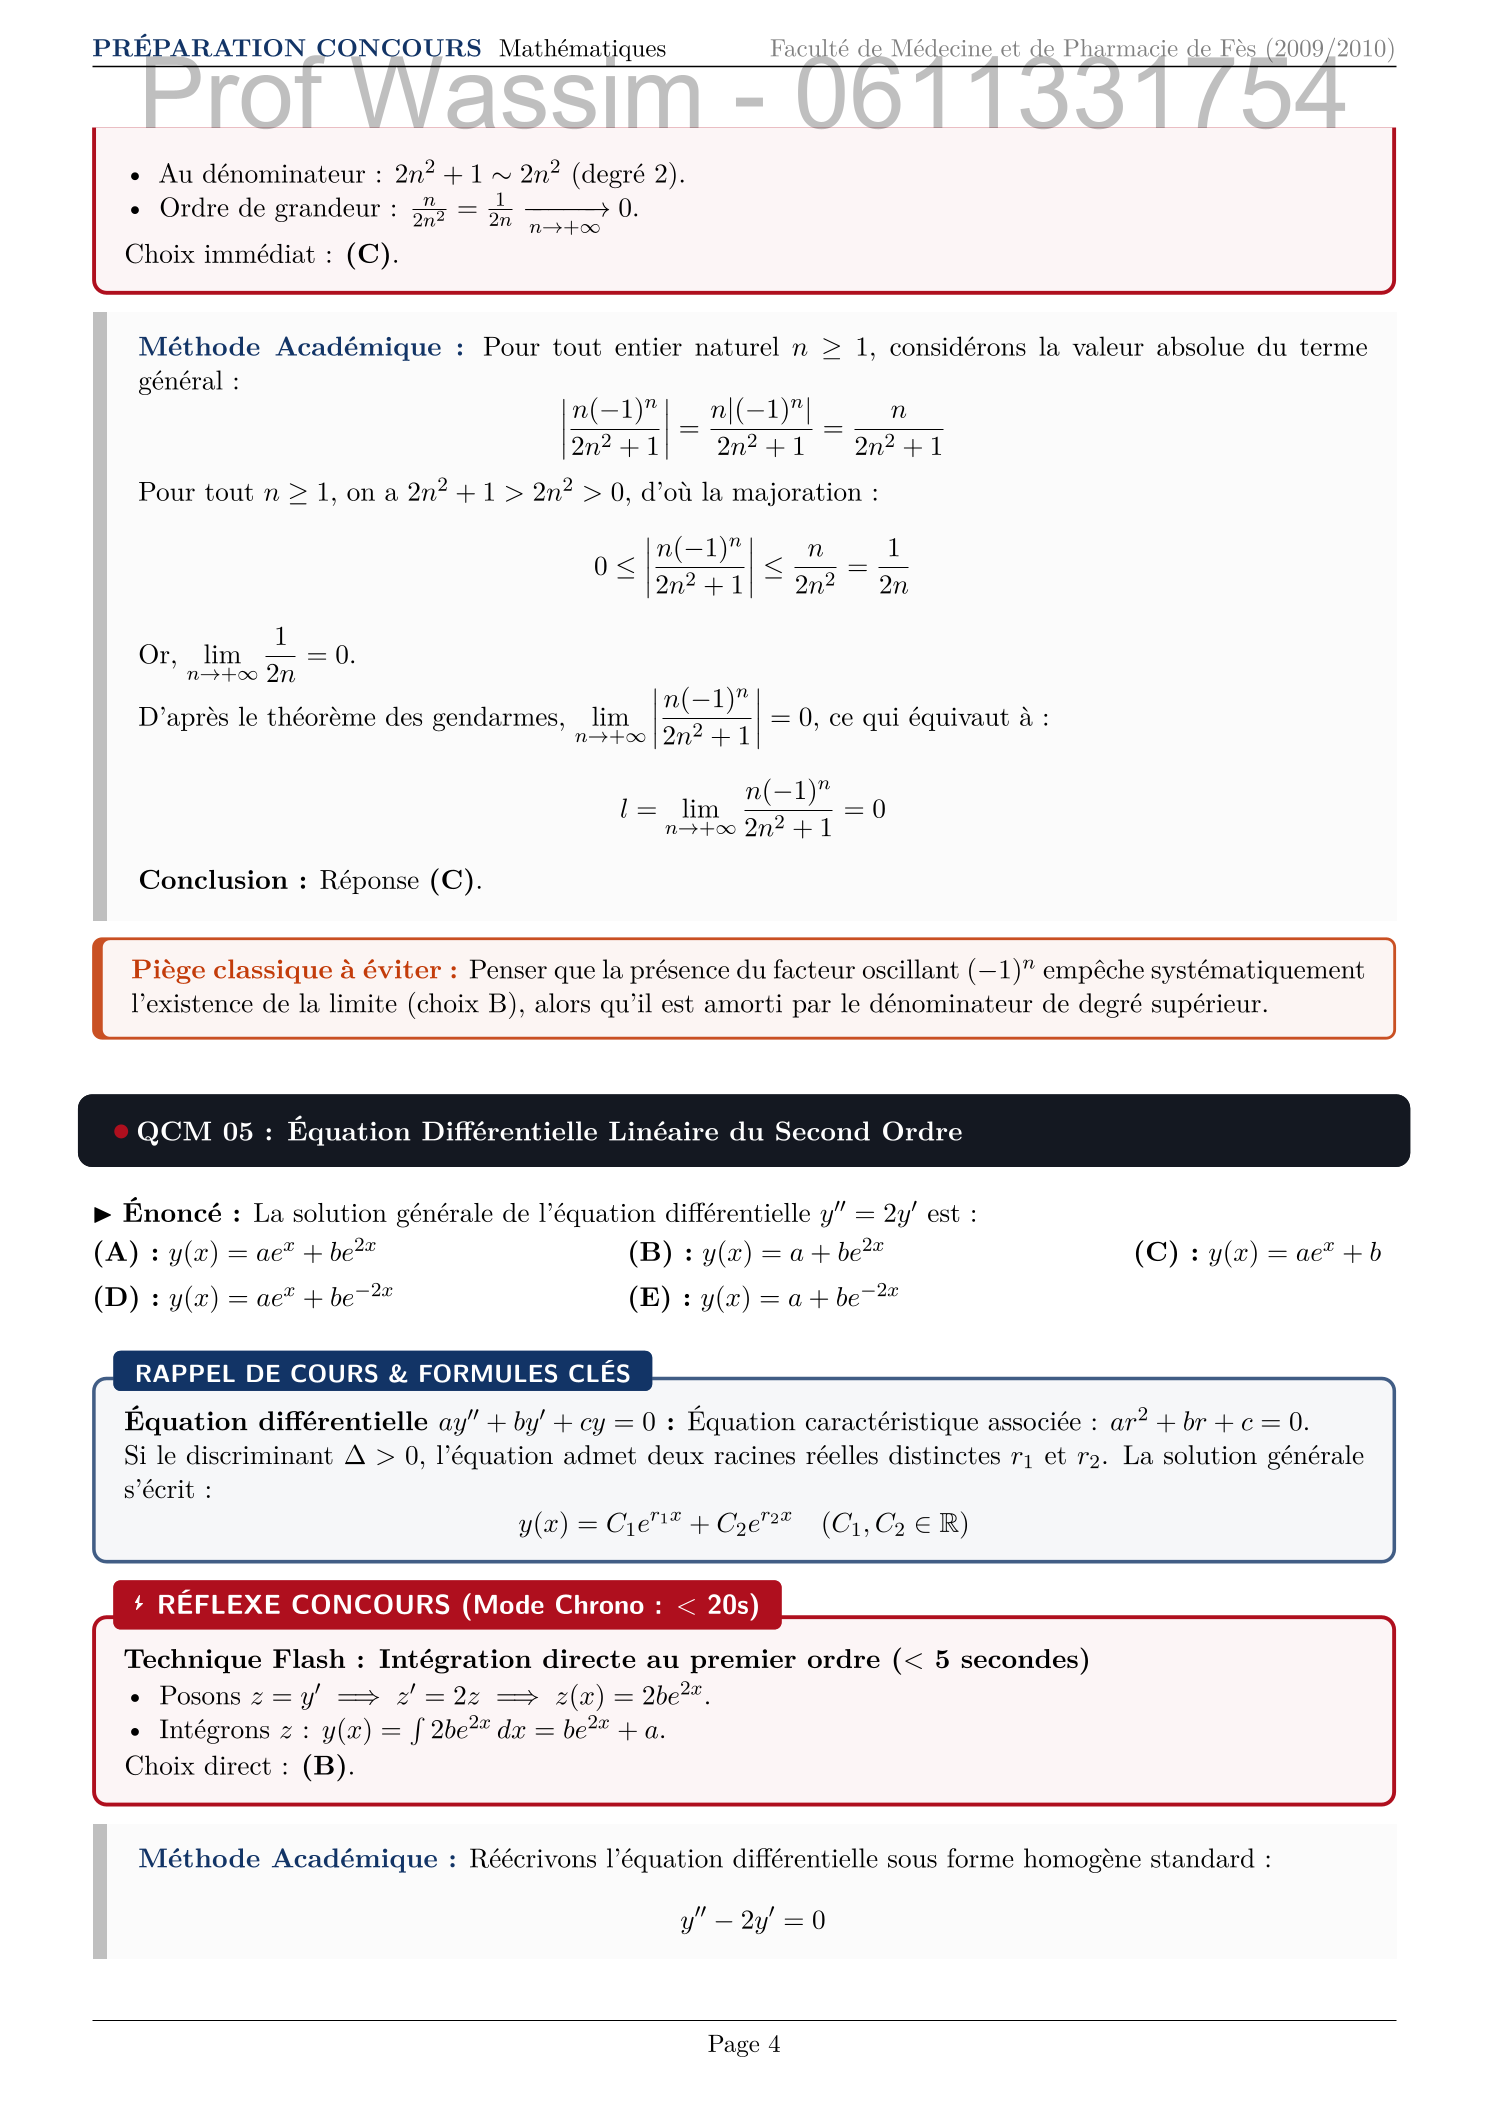 PRÉPARATION CONCOURS Mathématiques Faculté de Médecine et de Pharmacie de Fès (2009/2010)
Prof Wassim - 0611331754
• Au dénominateur : 2n² + 1 ∼ 2n² (degré 2).
• Ordre de grandeur : n/2n² = 1/2n ⟶ n→+∞ 0.
Choix immédiat : (C).
Méthode Académique : Pour tout entier naturel n ≥ 1, considérons la valeur absolue du terme
général :
|n(−1)ⁿ / (2n² + 1)| = n|(−1)ⁿ| / (2n² + 1) = n / (2n² + 1)
Pour tout n ≥ 1, on a 2n² + 1 > 2n² > 0, d'où la majoration :
0 ≤ |n(−1)ⁿ / (2n² + 1)| ≤ n / 2n² = 1 / 2n
Or, lim n→+∞ 1 / 2n = 0.
D'après le théorème des gendarmes, lim n→+∞ |n(−1)ⁿ / (2n² + 1)| = 0, ce qui équivaut à :
l = lim n→+∞ n(−1)ⁿ / (2n² + 1) = 0
Conclusion : Réponse (C).
Piège classique à éviter : Penser que la présence du facteur oscillant (−1)ⁿ empêche systématiquement
l'existence de la limite (choix B), alors qu'il est amorti par le dénominateur de degré supérieur.
● QCM 05 : Équation Différentielle Linéaire du Second Ordre
▶ Énoncé : La solution générale de l'équation différentielle y″ = 2y′ est :
(A) : y(x) = aeˣ + be²ˣ (B) : y(x) = a + be²ˣ (C) : y(x) = aeˣ + b
(D) : y(x) = aeˣ + be⁻²ˣ (E) : y(x) = a + be⁻²ˣ
RAPPEL DE COURS & FORMULES CLÉS
Équation différentielle ay″ + by′ + cy = 0 : Équation caractéristique associée : ar² + br + c = 0.
Si le discriminant Δ > 0, l'équation admet deux racines réelles distinctes r₁ et r₂. La solution générale
s'écrit :
y(x) = C₁e^{r₁x} + C₂e^{r₂x} (C₁, C₂ ∈ ℝ)
⚡ RÉFLEXE CONCOURS (Mode Chrono : < 20s)
Technique Flash : Intégration directe au premier ordre (< 5 secondes)
• Posons z = y′ ⟹ z′ = 2z ⟹ z(x) = 2be²ˣ.
• Intégrons z : y(x) = ∫ 2be²ˣ dx = be²ˣ + a.
Choix direct : (B).
Méthode Académique : Réécrivons l'équation différentielle sous forme homogène standard :
y″ − 2y′ = 0
Page 4